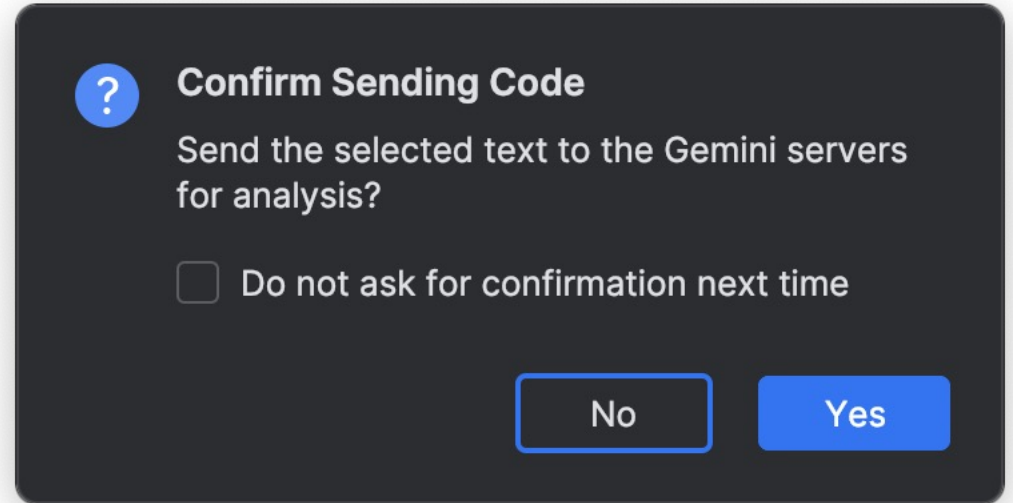 ?
Confirm Sending Code
Send the selected text to the Gemini servers
for analysis?
Do not ask for confirmation next time
No
Yes